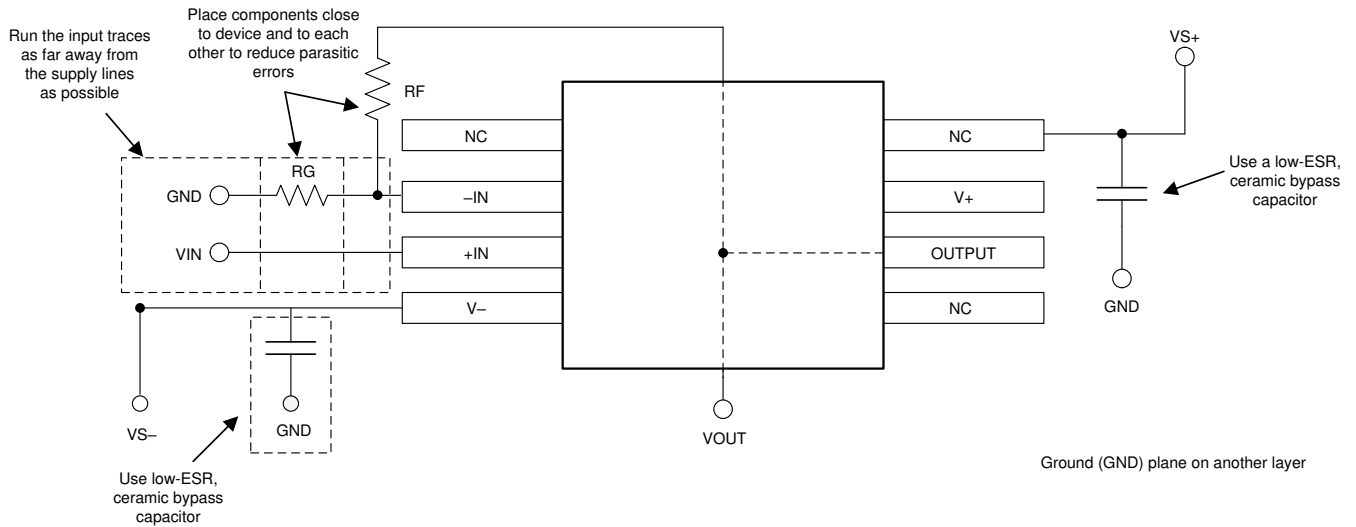 Run the input traces
as far away from
the supply lines
as possible
Place components close
to device and to each
other to reduce parasitic
errors
RF
NC
RG
GND
–IN
VIN
+IN
V–
VS–
GND
Use low-ESR,
ceramic bypass
capacitor
VOUT
NC
V+
OUTPUT
NC
VS+
Use a low-ESR,
ceramic bypass
capacitor
GND
Ground (GND) plane on another layer